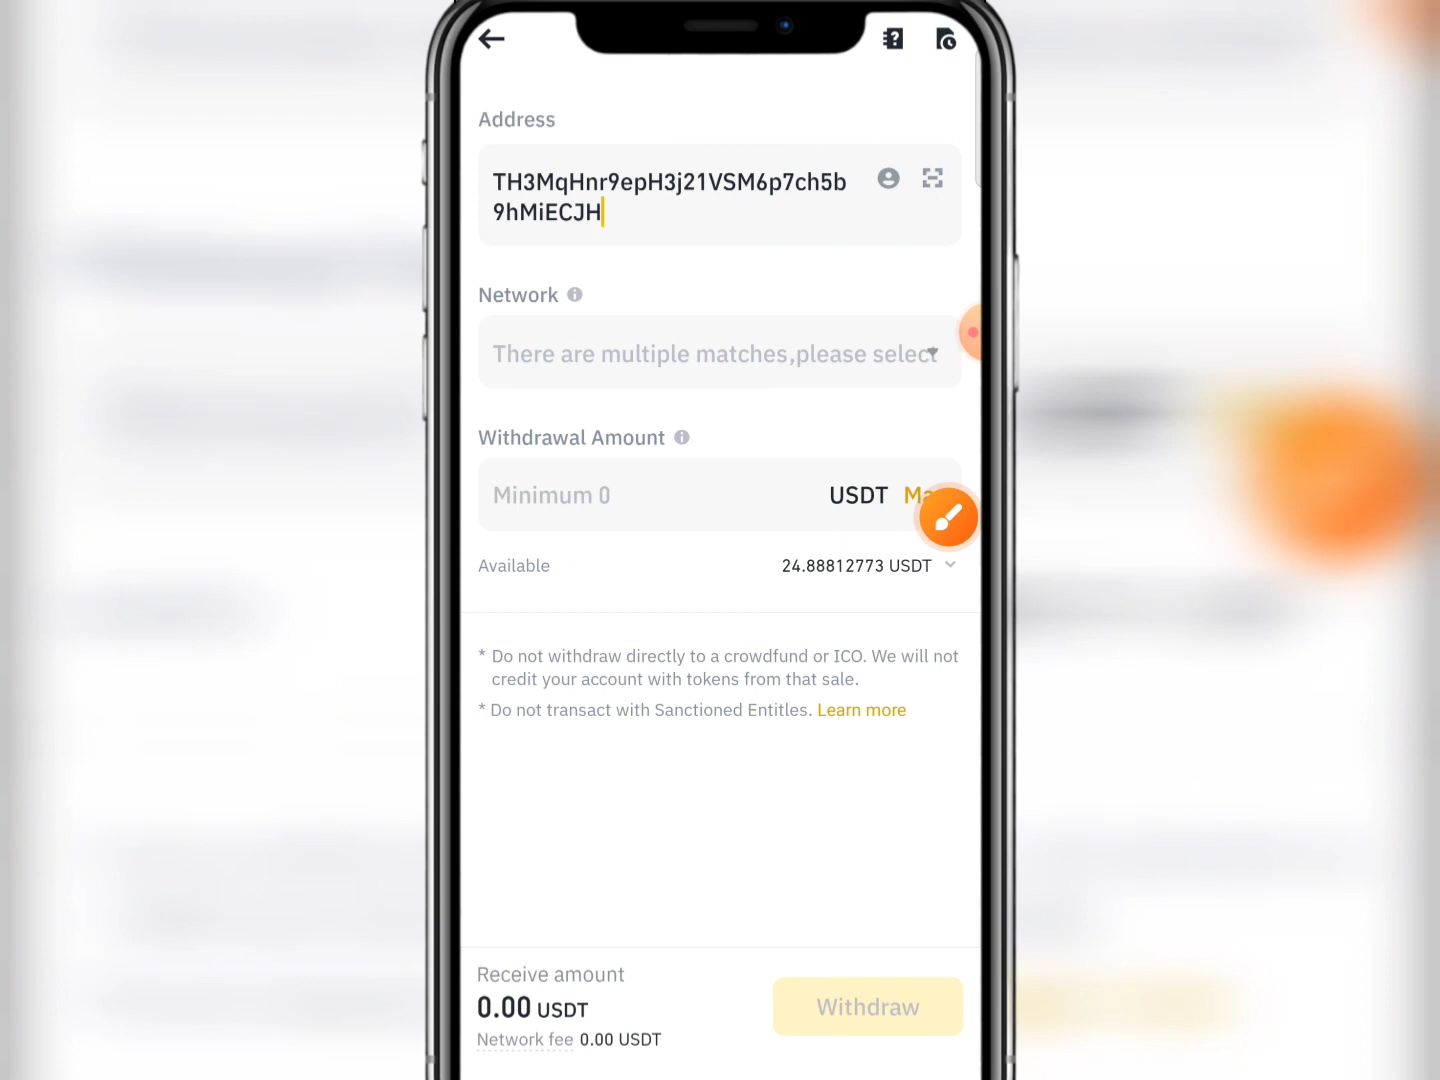 Address
TH3MqHnr9epH3j21VSM6p7ch5b
9hMiECJH
Network
There are multiple matches,please select
Withdrawal Amount
Minimum 0 USDT
Available 24.88812773 USDT
* Do not withdraw directly to a crowdfund or ICO. We will not
credit your account with tokens from that sale.
* Do not transact with Sanctioned Entitles. Learn more
Receive amount
0.00 USDT
Withdraw
Network fee 0.00 USDT